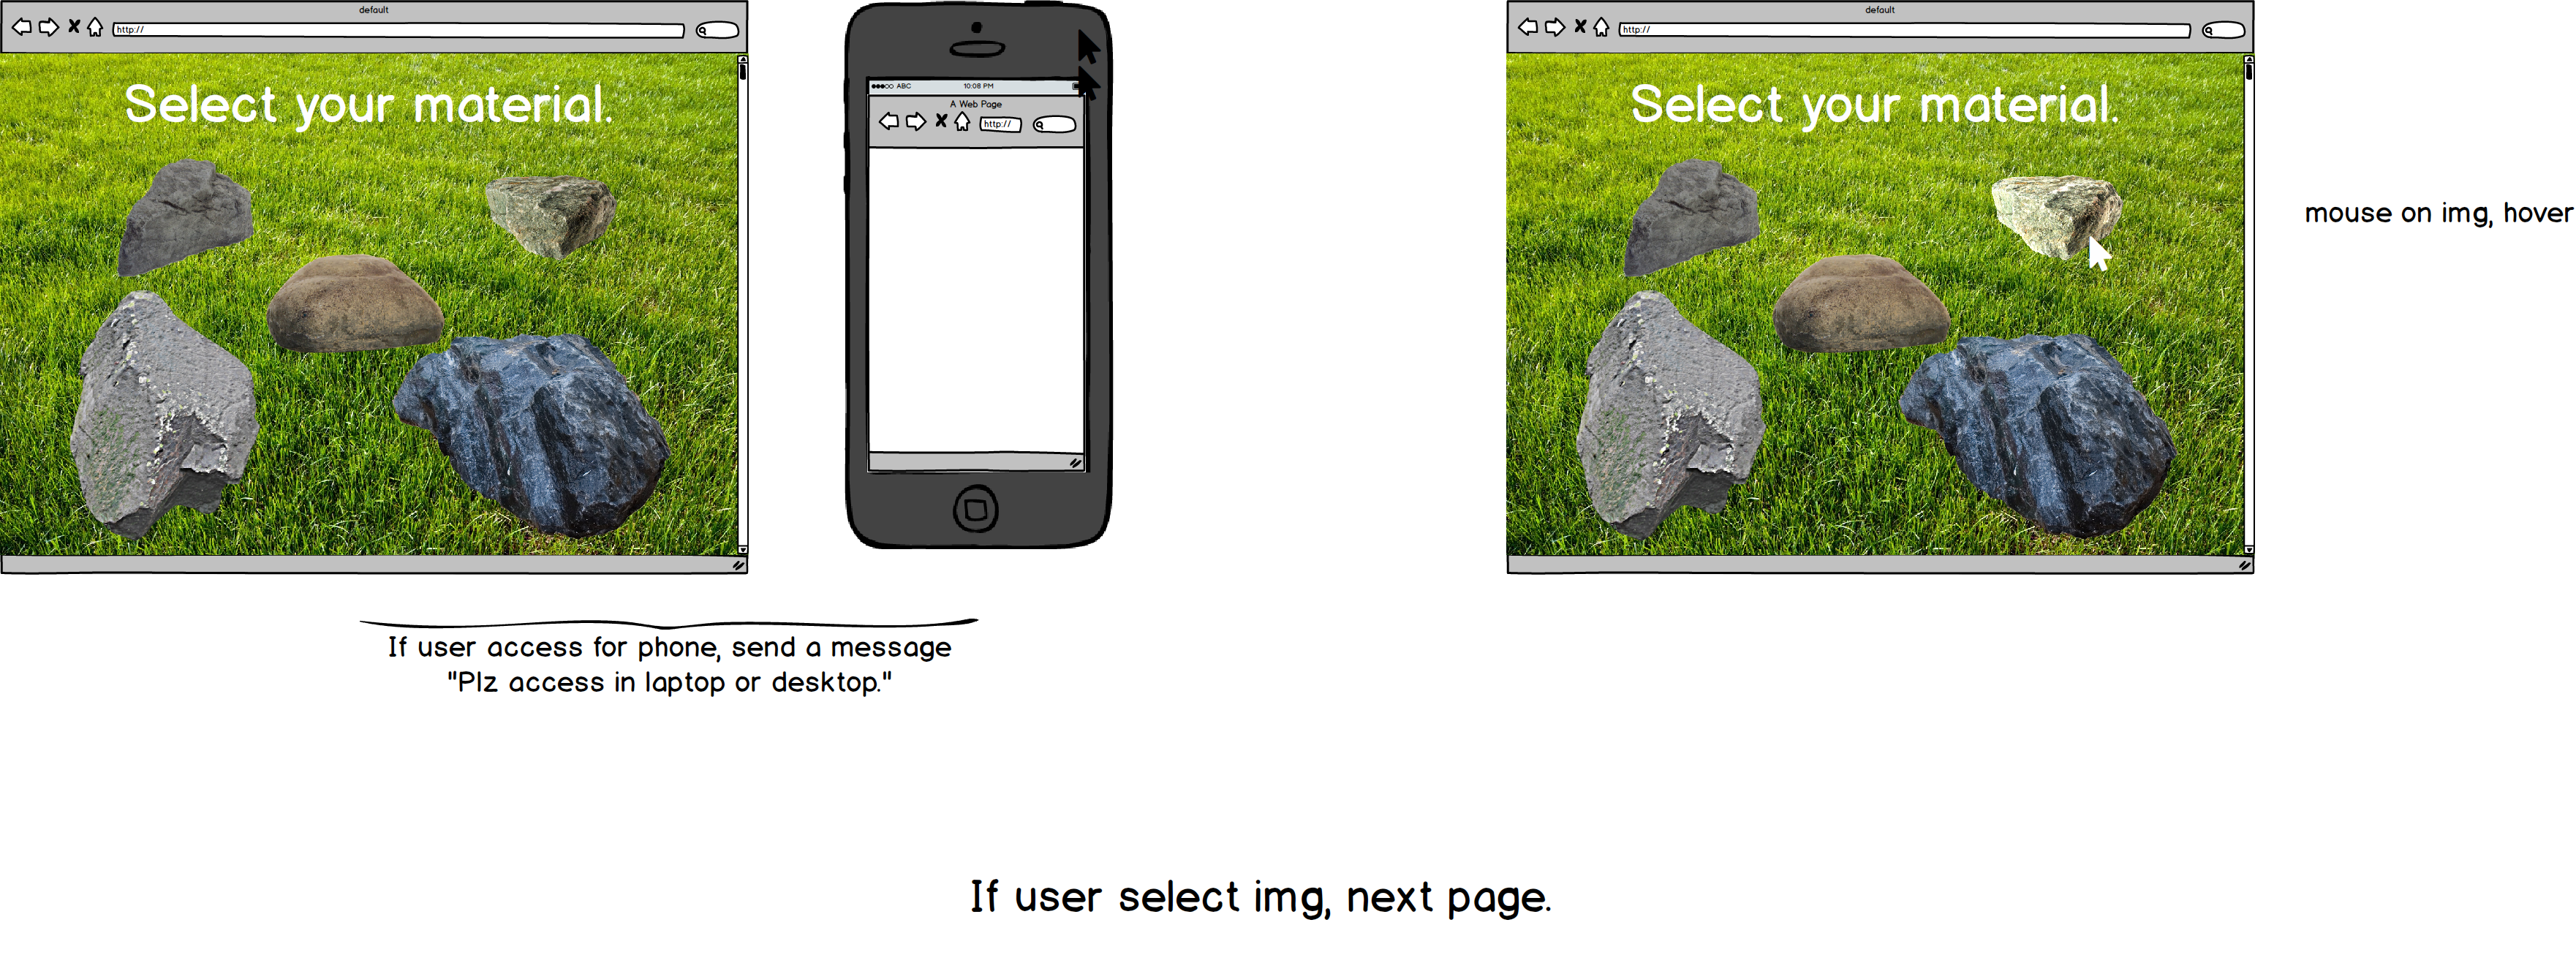 default
http://
Select your material.
●●●○○ ABC 10:08 PM
A Web Page
http://
default
http://
Select your material.
mouse on img, hover
If user access for phone, send a message
"Plz access in laptop or desktop."
If user select img, next page.